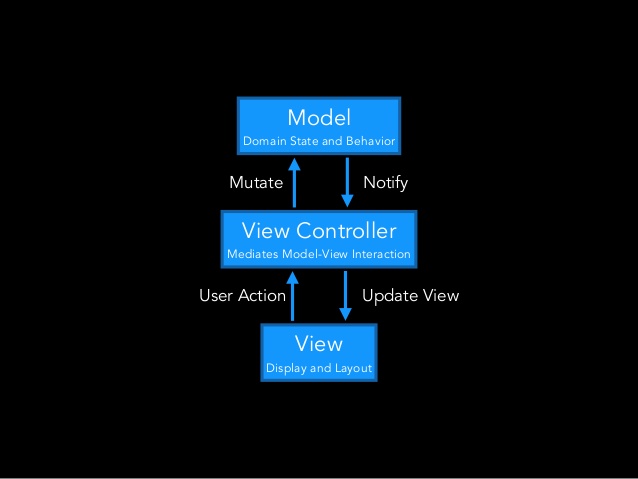 Model
Domain State and Behavior
Mutate
Notify
View Controller
Mediates Model-View Interaction
User Action
Update View
View
Display and Layout